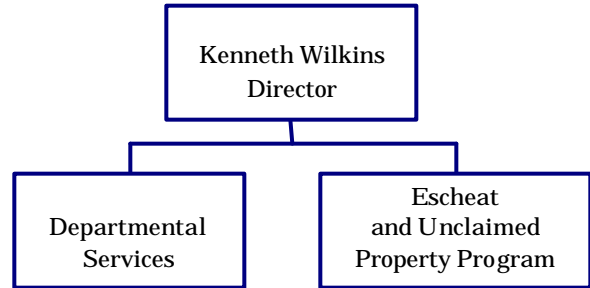 Kenneth Wilkins
Director
Departmental
Services
Escheat
and Unclaimed
Property Program